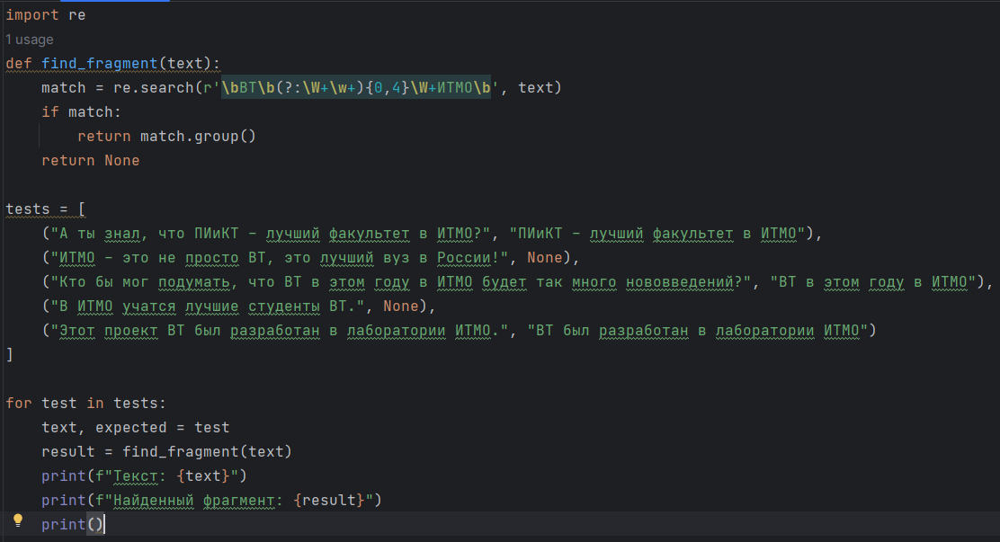 import re
1 usage
def find_fragment(text):
    match = re.search(r'\bВТ\b(?:\W+\w+){0,4}\W+ИТМО\b', text)
    if match:
        return match.group()
    return None
tests = [
    ("А ты знал, что ПИиКТ – лучший факультет в ИТМО?", "ПИиКТ – лучший факультет в ИТМО"),
    ("ИТМО – это не просто ВТ, это лучший вуз в России!", None),
    ("Кто бы мог подумать, что ВТ в этом году в ИТМО будет так много нововведений?", "ВТ в этом году в ИТМО"),
    ("В ИТМО учатся лучшие студенты ВТ.", None),
    ("Этот проект ВТ был разработан в лаборатории ИТМО.", "ВТ был разработан в лаборатории ИТМО")
]
for test in tests:
    text, expected = test
    result = find_fragment(text)
    print(f"Текст: {text}")
    print(f"Найденный фрагмент: {result}")
    print()